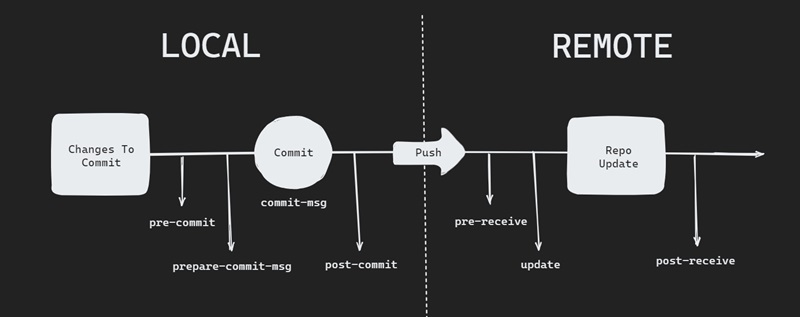 LOCAL
REMOTE
Changes To
Commit
Commit
Push
Repo
Update
commit-msg
pre-commit
pre-receive
prepare-commit-msg
post-commit
update
post-receive